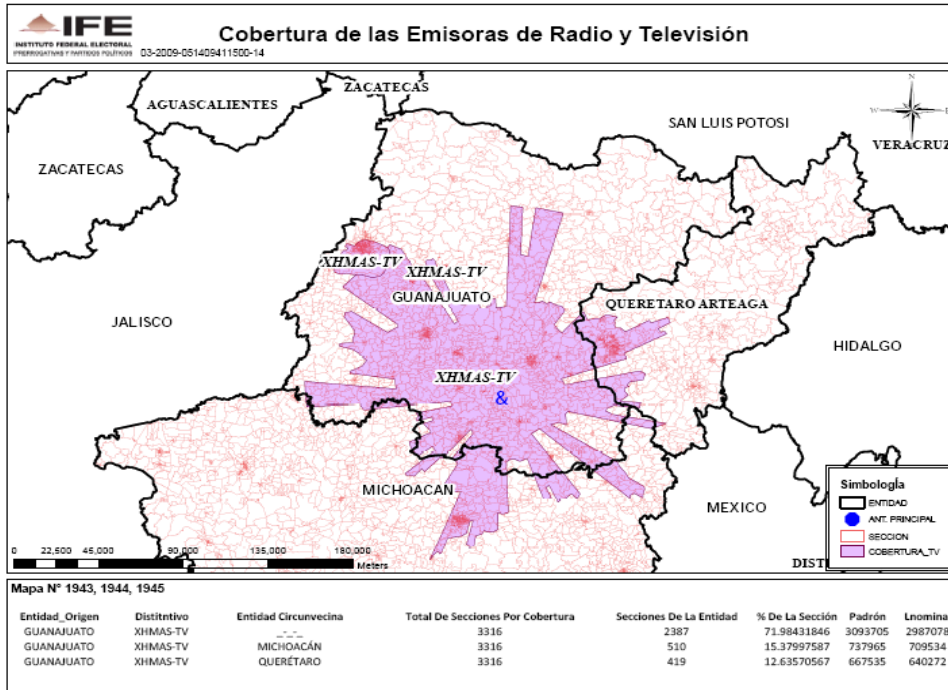 IFE
INSTITUTO FEDERAL ELECTORAL
PRERROGATIVAS Y PARTIDOS POLÍTICOS
03-2009-051409411500-14
Cobertura de las Emisoras de Radio y Televisión
ZACATECAS
AGUASCALIENTES
SAN LUIS POTOSI
N
W
VERACRUZ
ZACATECAS
XHMAS-TV
XHMAS-TV
GUANAJUATO
QUERETARO ARTEAGA
JALISCO
HIDALGO
XHMAS-TV
&
MICHOACAN
MEXICO
DIST
Simbología
ENTIDAD
ANT. PRINCIPAL
SECCION
COBERTURA_TV
0 22,500 45,000 90,000 135,000 180,000
Meters
Mapa N° 1943, 1944, 1945
Entidad_Origen Distitntivo Entidad Circunvecina Total De Secciones Por Cobertura Secciones De La Entidad % De La Sección Padrón Lnominal
GUANAJUATO XHMAS-TV _-_-_ 3316 2387 71.98431846 3093705 2987078
GUANAJUATO XHMAS-TV MICHOACÁN 3316 510 15.37997587 737965 709534
GUANAJUATO XHMAS-TV QUERÉTARO 3316 419 12.63570567 667535 640272